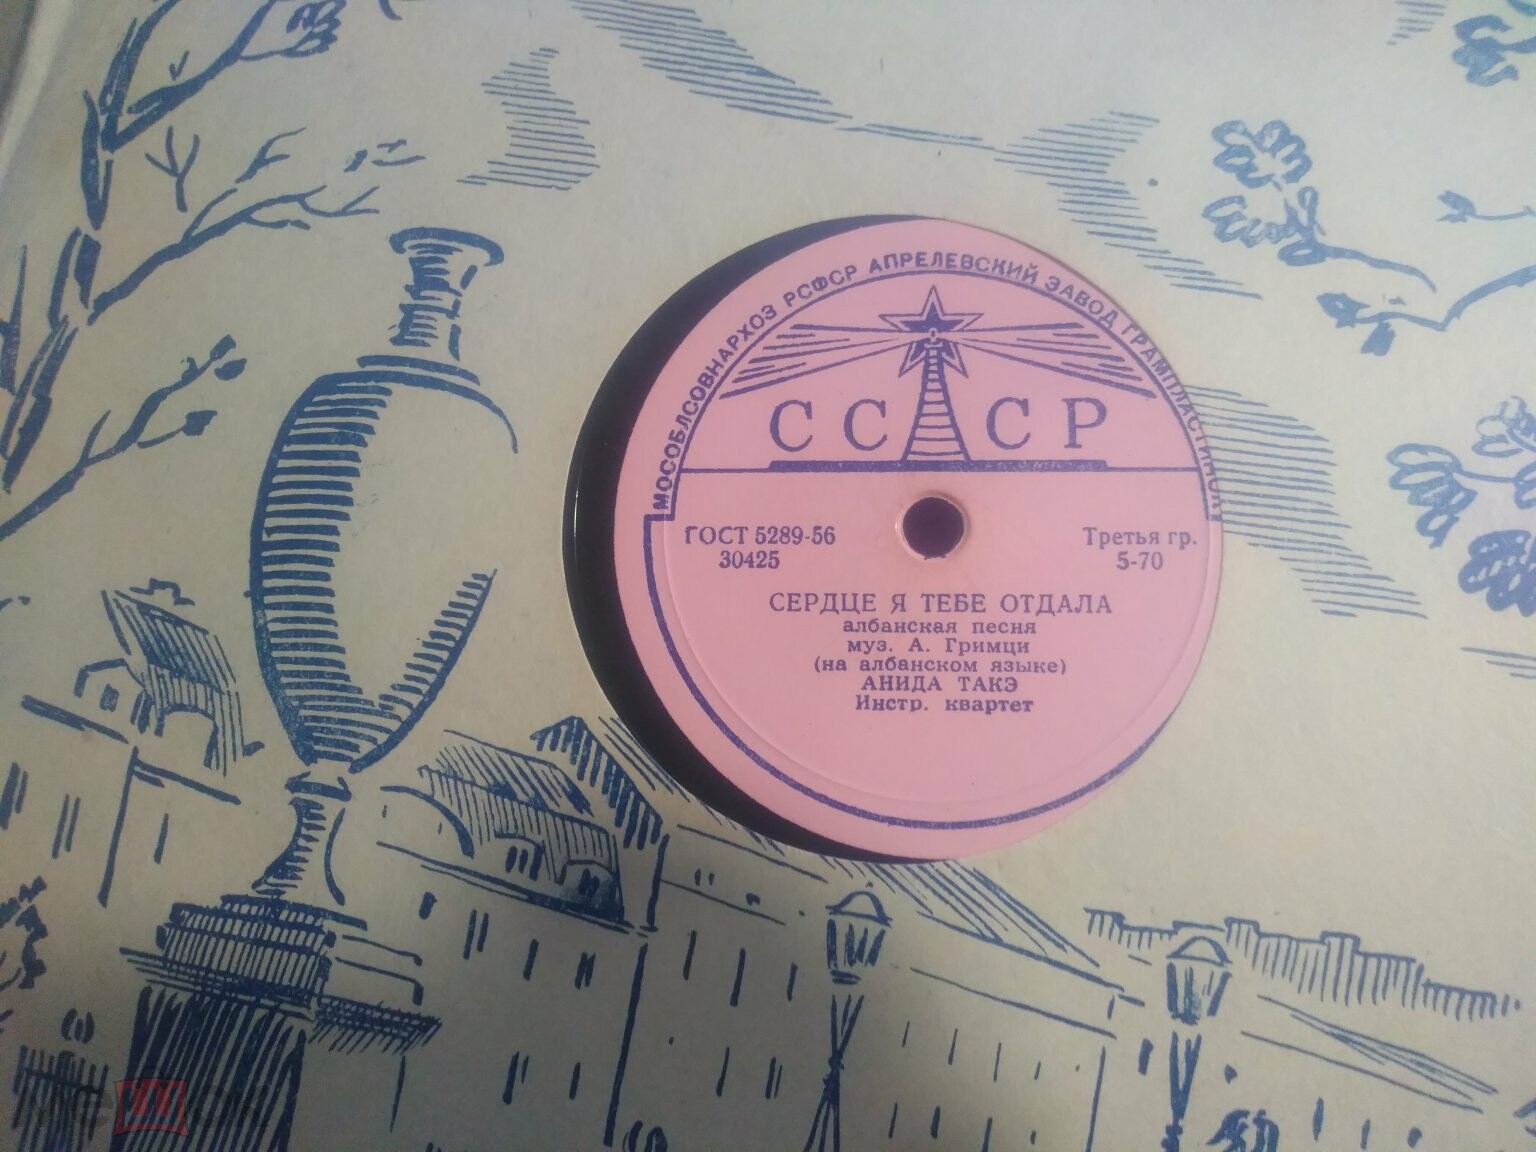 МОСОБЛСОВНАРХОЗ РСФСР АПРЕЛЕВСКИЙ ЗАВОД ГРАМПЛАСТИНОК
СССР
ГОСТ 5289-56
30425
Третья гр.
5-70
СЕРДЦЕ Я ТЕБЕ ОТДАЛА
албанская песня
муз. А. Гримци
(на албанском языке)
АНИДА ТАКЭ
Инстр. квартет
мешок